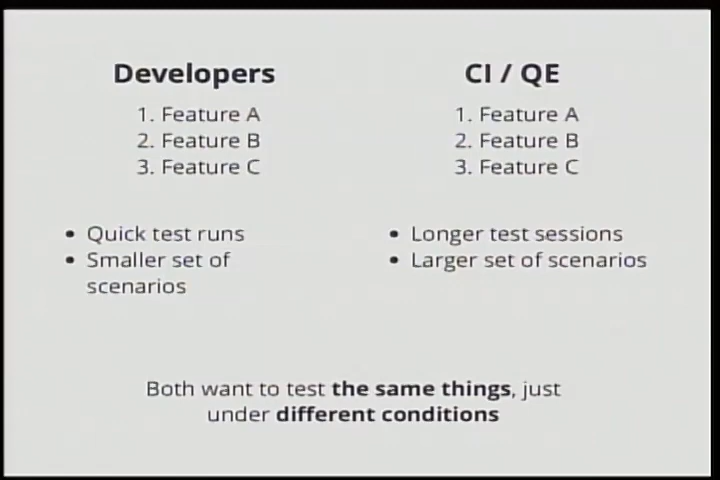 Developers
1. Feature A
2. Feature B
3. Feature C
• Quick test runs
• Smaller set of
scenarios
CI / QE
1. Feature A
2. Feature B
3. Feature C
• Longer test sessions
• Larger set of scenarios
Both want to test the same things, just
under different conditions